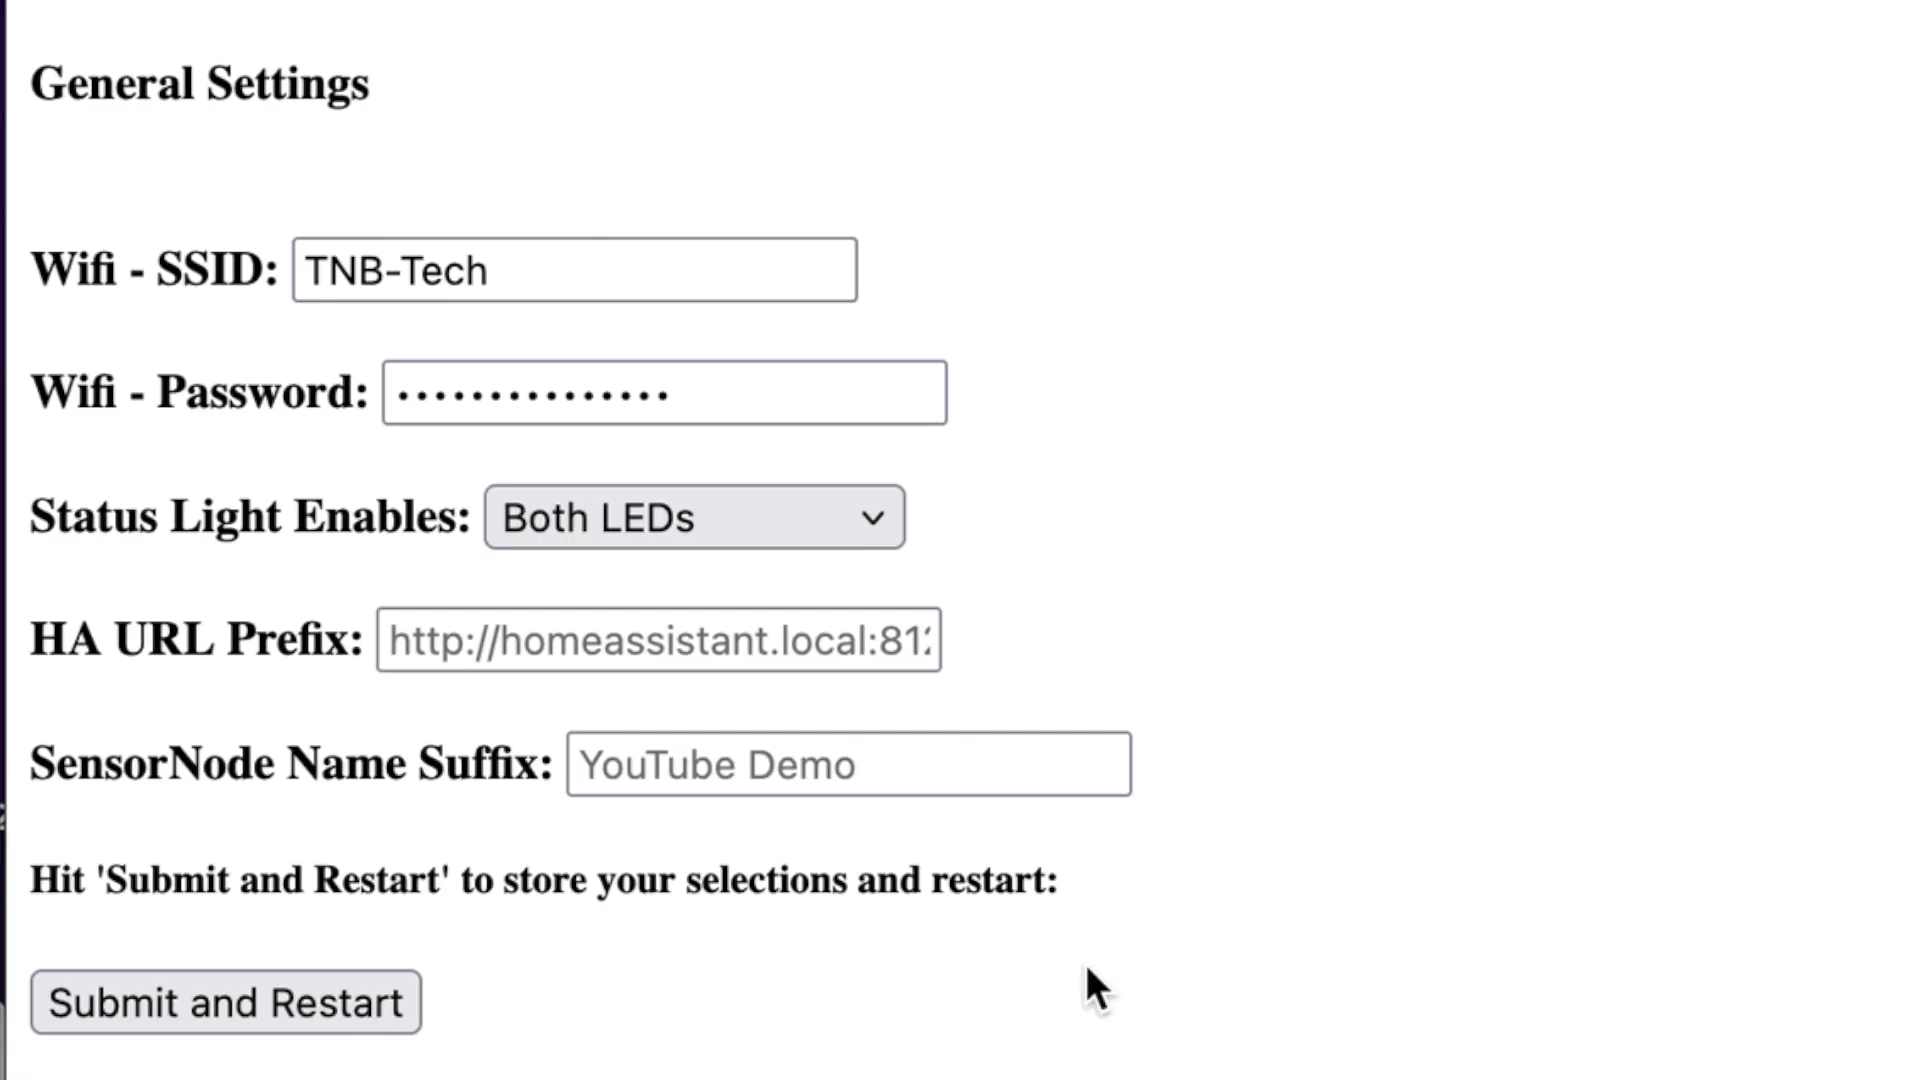 General Settings
Wifi - SSID: TNB-Tech
Wifi - Password: •••••••••••••••
Status Light Enables: Both LEDs
HA URL Prefix: http://homeassistant.local:81
SensorNode Name Suffix: YouTube Demo
Hit 'Submit and Restart' to store your selections and restart:
Submit and Restart